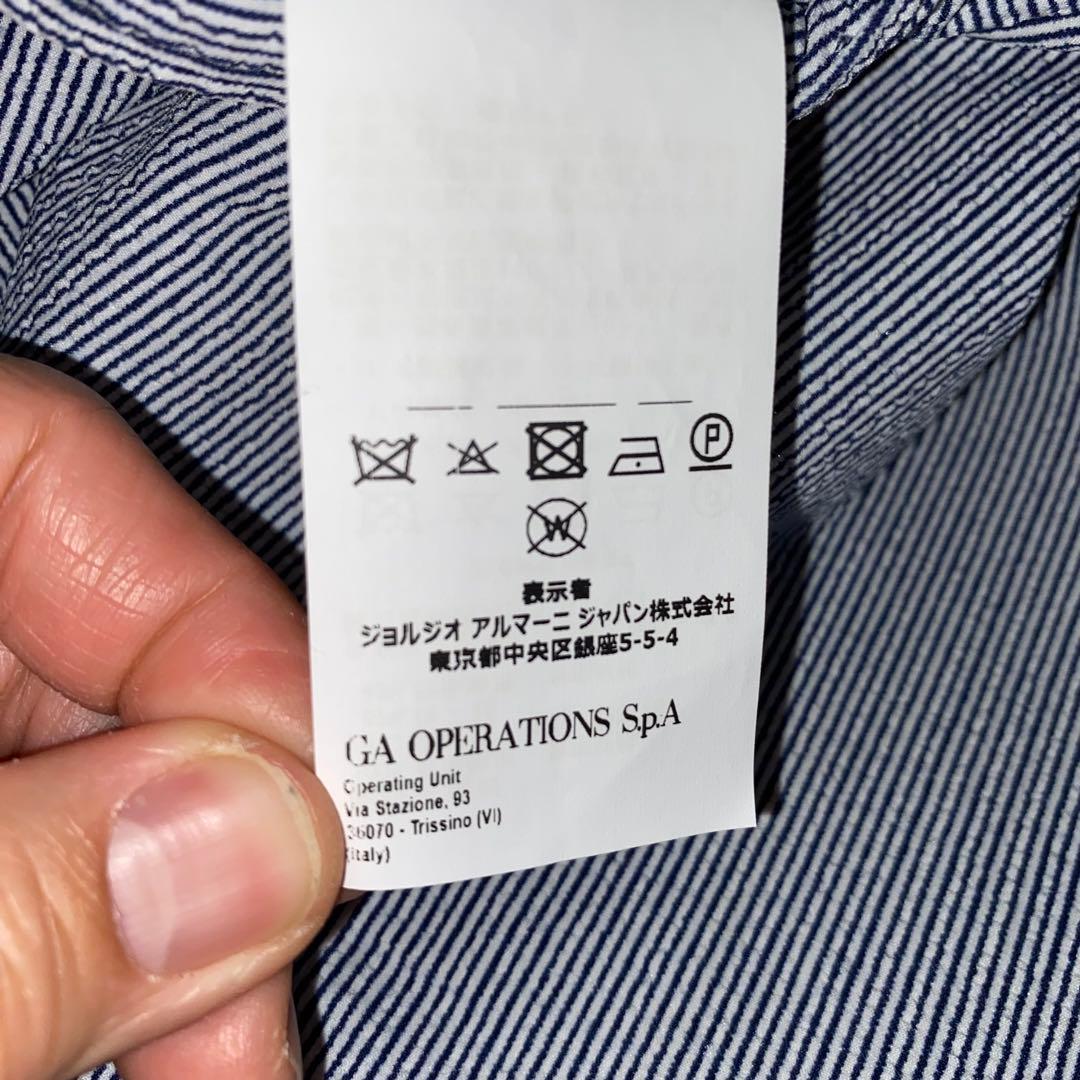 P
W
表示者
ジョルジオ アルマーニ ジャパン株式会社
東京都中央区銀座5-5-4
GA OPERATIONS S.p.A
Operating Unit
Via Stazione, 93
36070 - Trissino (VI)
(Italy)